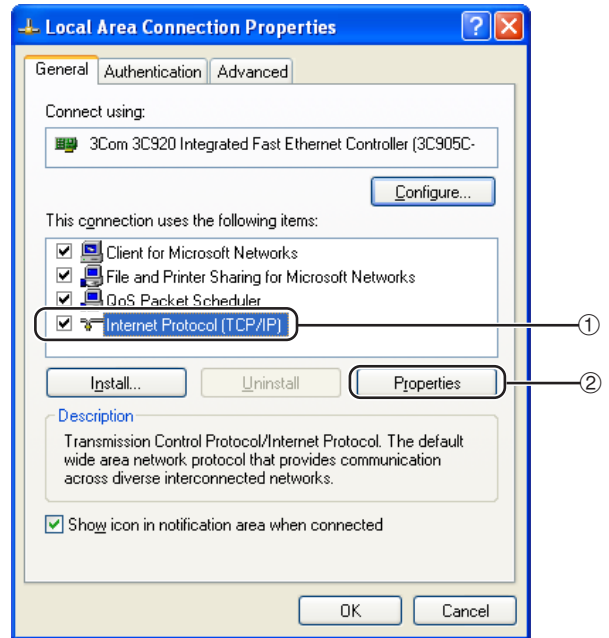 Local Area Connection Properties
General Authentication Advanced
Connect using:
3Com 3C920 Integrated Fast Ethernet Controller (3C905C-
Configure...
This connection uses the following items:
Client for Microsoft Networks
File and Printer Sharing for Microsoft Networks
QoS Packet Scheduler
Internet Protocol (TCP/IP)
①
Install... Uninstall Properties
②
Description
Transmission Control Protocol/Internet Protocol. The default
wide area network protocol that provides communication
across diverse interconnected networks.
Show icon in notification area when connected
OK Cancel